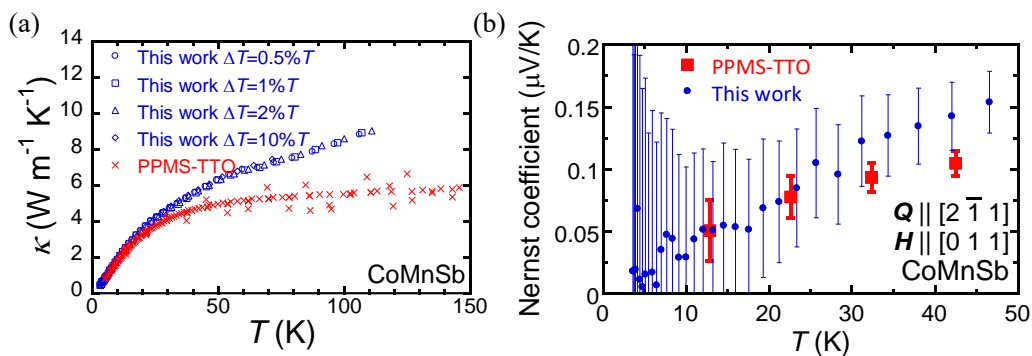 (a)
14
12
10
8
6
4
2
0
κ (W m⁻¹ K⁻¹)
This work ΔT=0.5%T
This work ΔT=1%T
This work ΔT=2%T
This work ΔT=10%T
PPMS-TTO
CoMnSb
0 50 100 150
T (K)
(b)
0.2
0.15
0.1
0.05
0
Nernst coefficient (μV/K)
PPMS-TTO
This work
Q || [2 1̅ 1]
H || [0 1 1]
CoMnSb
0 10 20 30 40 50
T (K)